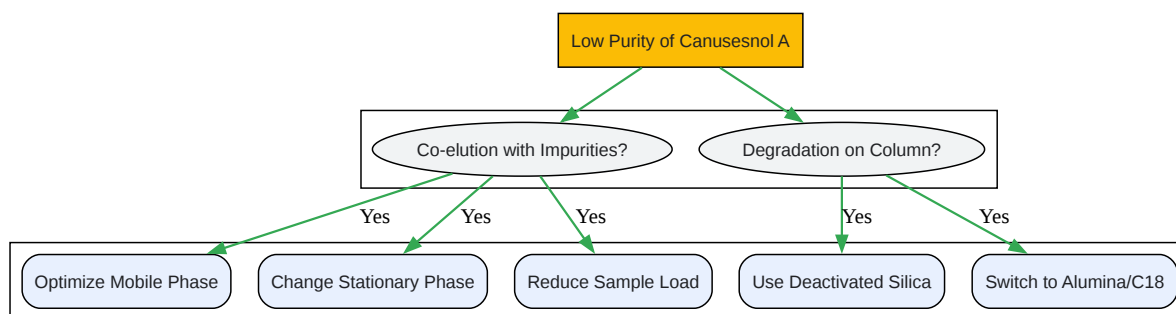 Low Purity of Canusesnol A
Co-elution with Impurities?
Degradation on Column?
Yes
Yes
Yes
Yes
Yes
Optimize Mobile Phase
Change Stationary Phase
Reduce Sample Load
Use Deactivated Silica
Switch to Alumina/C18